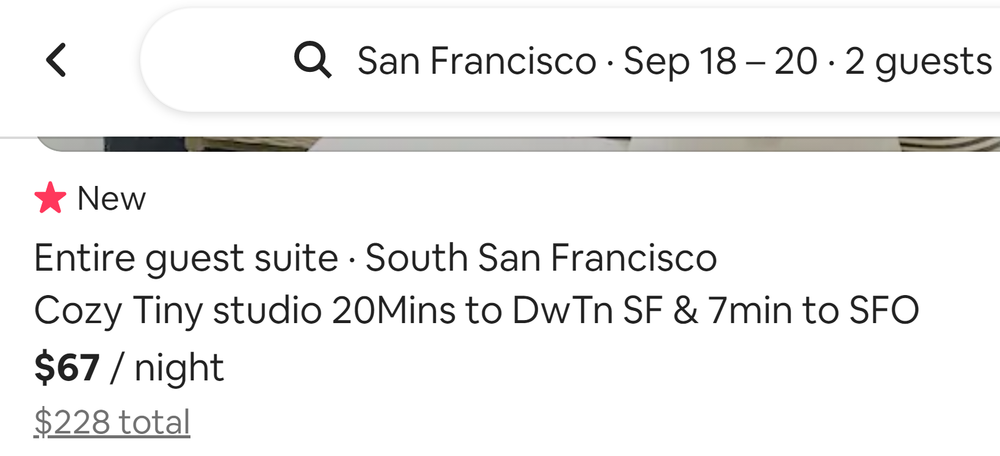 San Francisco · Sep 18 – 20 · 2 guests
New
Entire guest suite · South San Francisco
Cozy Tiny studio 20Mins to DwTn SF & 7min to SFO
$67 / night
$228 total